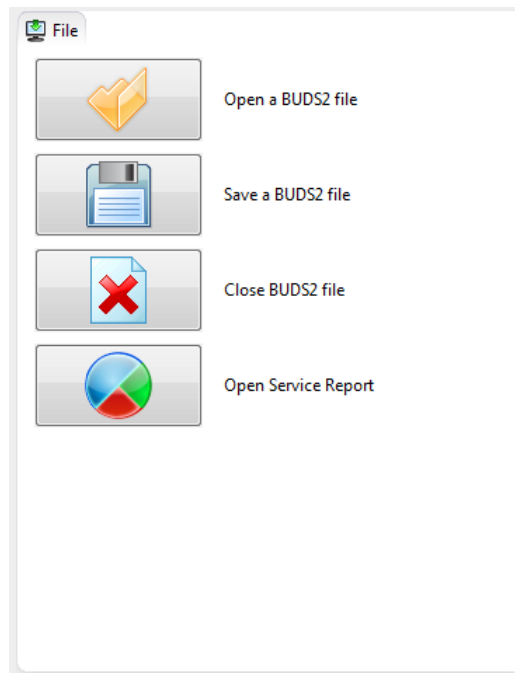 File
Open a BUDS2 file
Save a BUDS2 file
Close BUDS2 file
Open Service Report